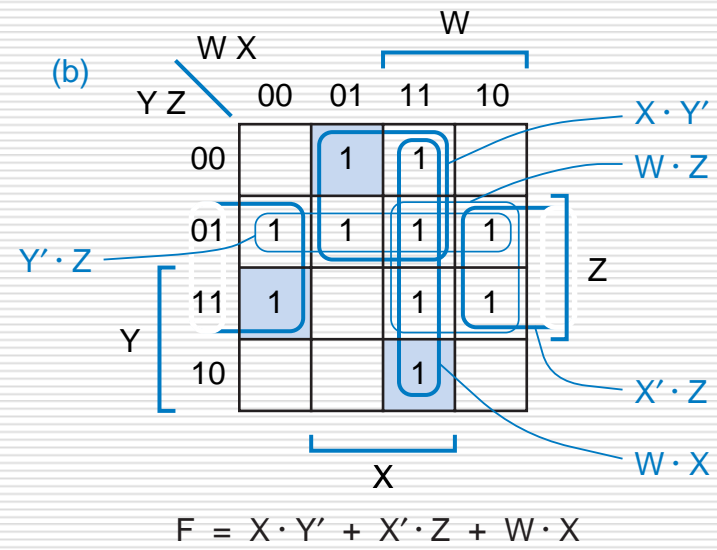 W
W X
(b)
Y Z
00 01 11 10
X · Y′
00 1 1
W · Z
01 1 1 1 1
Y′ · Z
Z
11 1 1 1
Y
10 1
X′ · Z
W · X
X
F = X · Y′ + X′ · Z + W · X